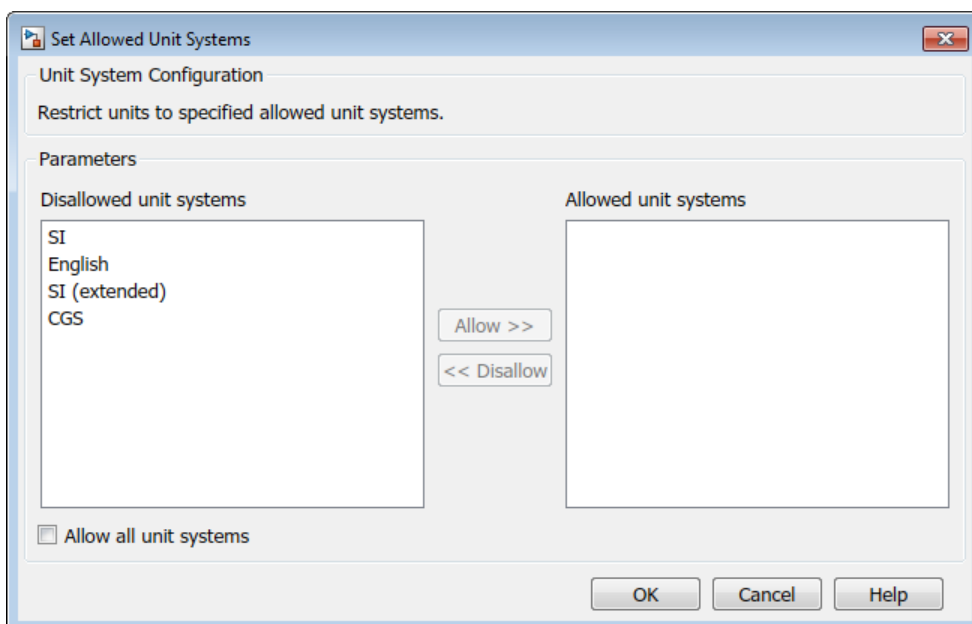 Set Allowed Unit Systems
Unit System Configuration
Restrict units to specified allowed unit systems.
Parameters
Disallowed unit systems
Allowed unit systems
SI
English
SI (extended)
CGS
Allow >>
<< Disallow
Allow all unit systems
OK
Cancel
Help